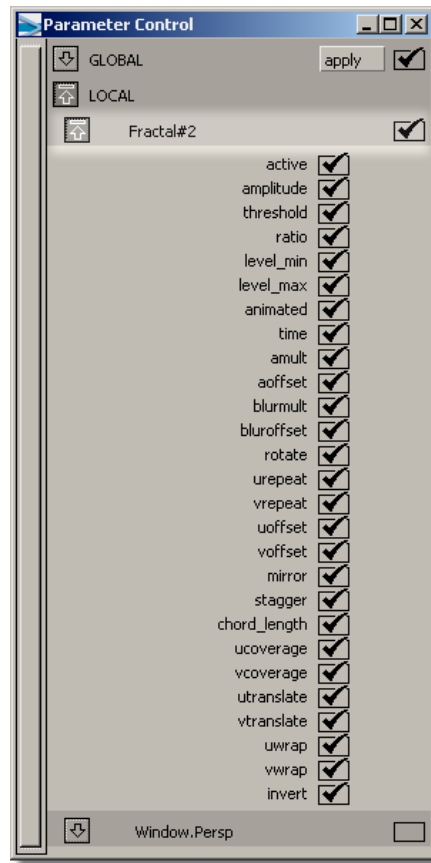 Parameter Control
GLOBAL apply
LOCAL
Fractal#2
active
amplitude
threshold
ratio
level_min
level_max
animated
time
amult
aoffset
blurmult
bluroffset
rotate
urepeat
vrepeat
uoffset
voffset
mirror
stagger
chord_length
ucoverage
vcoverage
utranslate
vtranslate
uwrap
vwrap
invert
Window.Persp